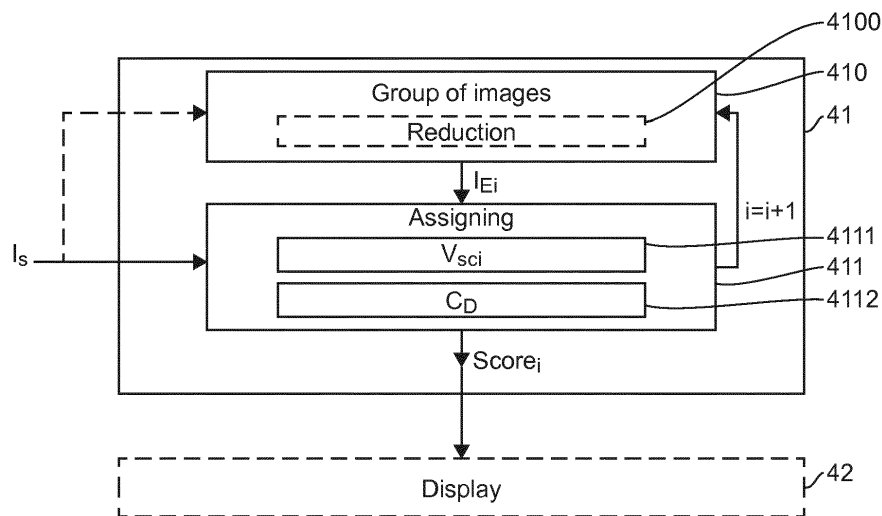 4100
Group of images
410
Reduction
41
I_Ei
Assigning
i=i+1
I_s
V_sci
4111
411
C_D
4112
Score_i
Display
42